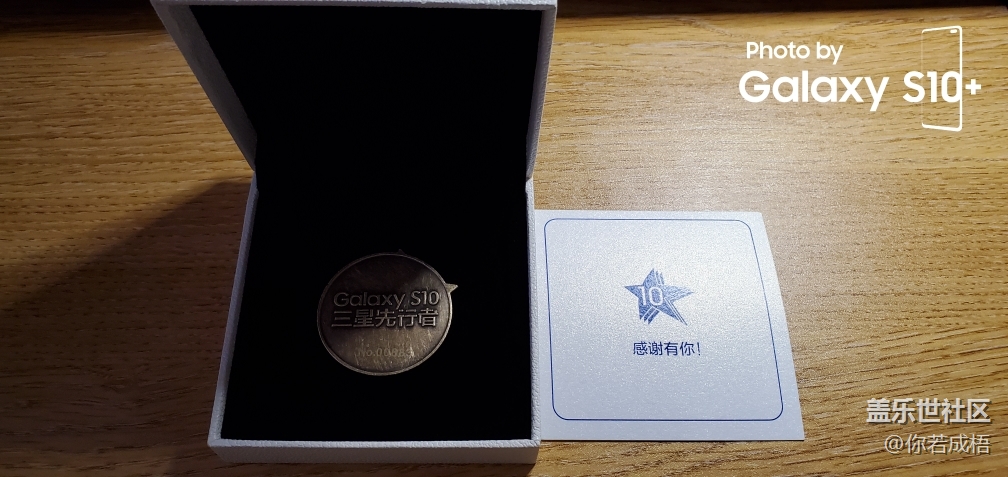 Photo by
Galaxy S10+
Galaxy S10
三星先行者
10
感谢有你!
盖乐世社区
@你若成梧